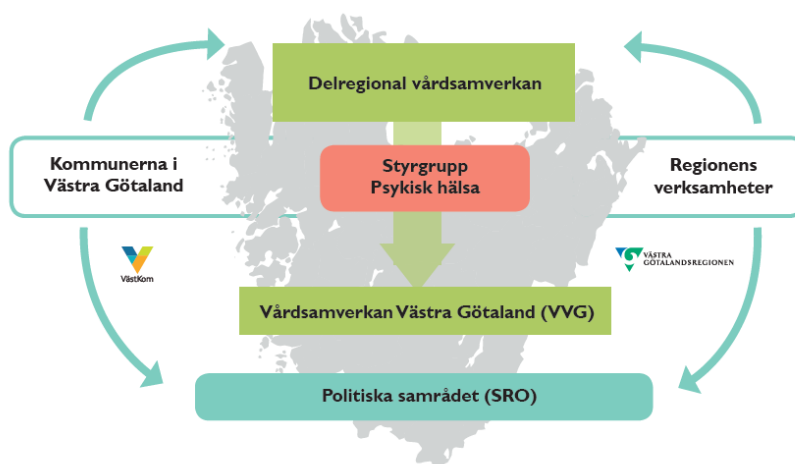 Delregional vårdsamverkan
Kommunerna i
Västra Götaland
Styrgrupp
Psykisk hälsa
Regionens
verksamheter
VästKom
VÄSTRA
GÖTALANDSREGIONEN
Vårdsamverkan Västra Götaland (VVG)
Politiska samrådet (SRO)